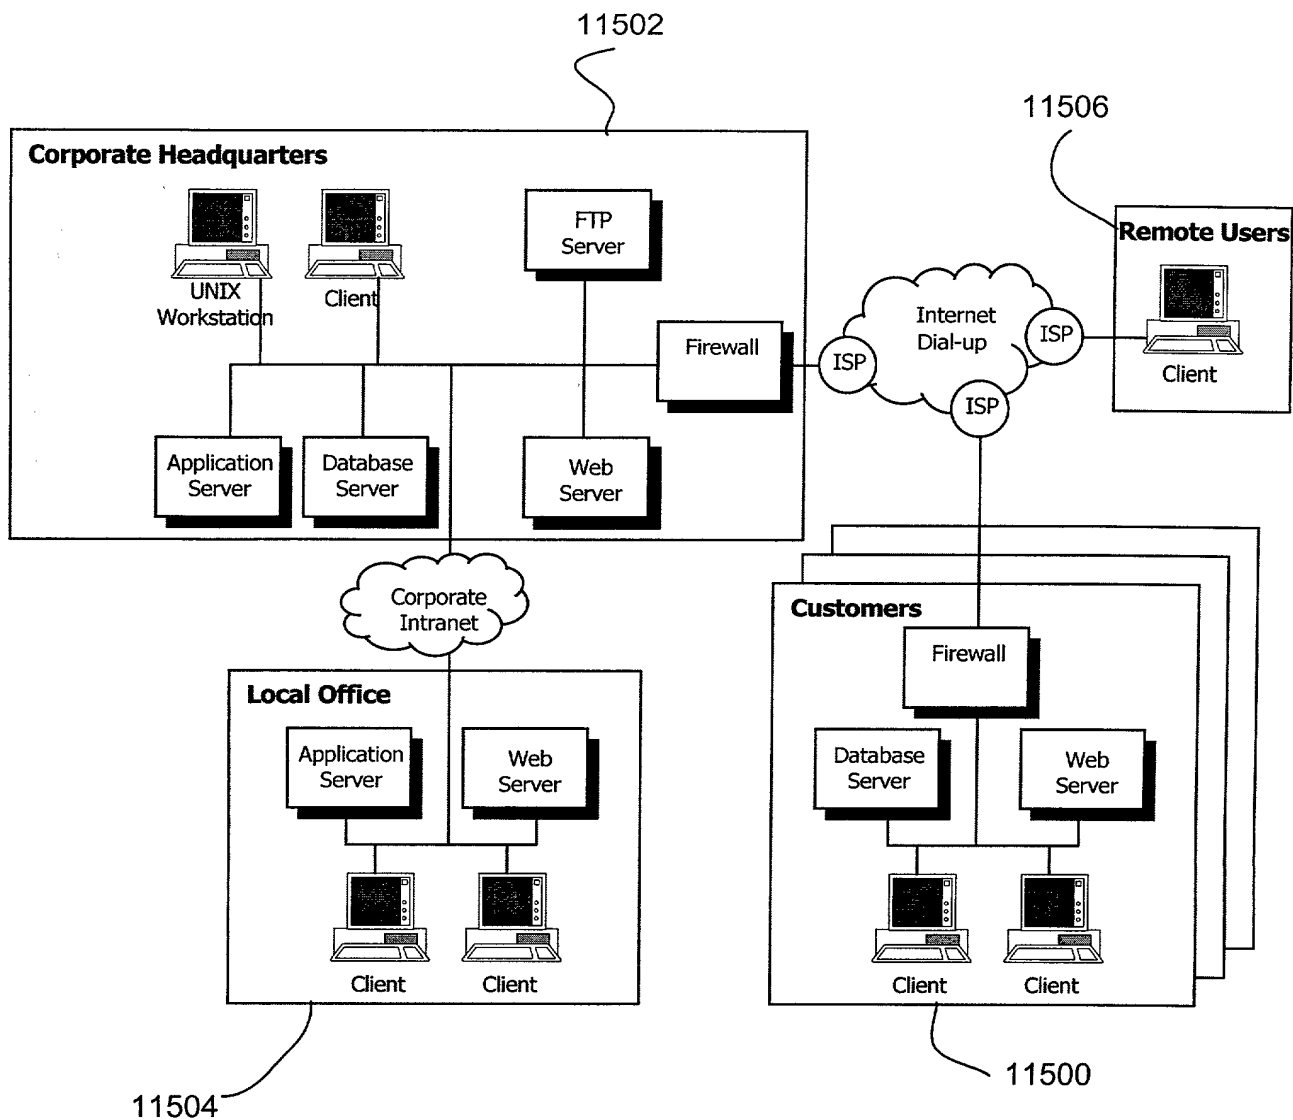 11502
11506
Corporate Headquarters
UNIX
Workstation
Client
FTP
Server
Firewall
Application
Server
Database
Server
Web
Server
ISP
Internet
Dial-up
ISP
ISP
Remote Users
Client
Corporate
Intranet
Local Office
Application
Server
Web
Server
Client
Client
11504
Customers
Firewall
Database
Server
Web
Server
Client
Client
11500